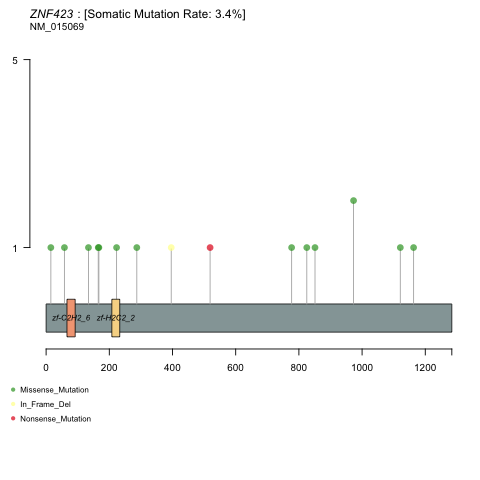 ZNF423 : [Somatic Mutation Rate: 3.4%]
NM_015069
5
1
zf-C2H2_6 zf-H2C2_2
0 200 400 600 800 1000 1200
Missense_Mutation
In_Frame_Del
Nonsense_Mutation